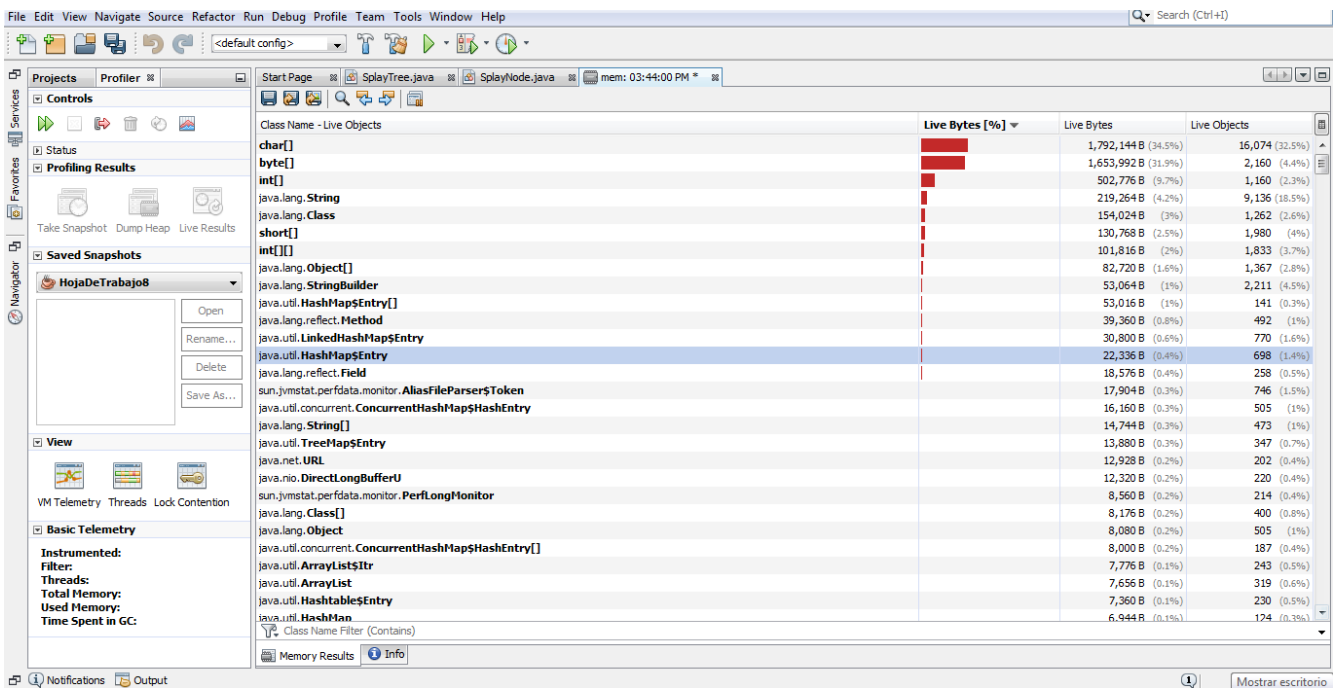 File Edit View Navigate Source Refactor Run Debug Profile Team Tools Window Help
Search (Ctrl+I)
<default config>
Projects Profiler
Start Page SplayTree.java SplayNode.java mem: 03:44:00 PM *
Services
Favorites
Navigator
Controls
Status
Profiling Results
Take Snapshot Dump Heap Live Results
Saved Snapshots
HojaDeTrabajo8
Open
Rename...
Delete
Save As...
View
VM Telemetry Threads Lock Contention
Basic Telemetry
Instrumented:
Filter:
Threads:
Total Memory:
Used Memory:
Time Spent in GC:
Class Name - Live Objects Live Bytes [%] Live Bytes Live Objects
char[] 1,792,144 B (34.5%) 16,074 (32.5%)
byte[] 1,653,992 B (31.9%) 2,160 (4.4%)
int[] 502,776 B (9.7%) 1,160 (2.3%)
java.lang.String 219,264 B (4.2%) 9,136 (18.5%)
java.lang.Class 154,024 B (3%) 1,262 (2.6%)
short[] 130,768 B (2.5%) 1,980 (4%)
int[][] 101,816 B (2%) 1,833 (3.7%)
java.lang.Object[] 82,720 B (1.6%) 1,367 (2.8%)
java.lang.StringBuilder 53,064 B (1%) 2,211 (4.5%)
java.util.HashMap$Entry[] 53,016 B (1%) 141 (0.3%)
java.lang.reflect.Method 39,360 B (0.8%) 492 (1%)
java.util.LinkedHashMap$Entry 30,800 B (0.6%) 770 (1.6%)
java.util.HashMap$Entry 22,336 B (0.4%) 698 (1.4%)
java.lang.reflect.Field 18,576 B (0.4%) 258 (0.5%)
sun.jvmstat.perfdata.monitor.AliasFileParser$Token 17,904 B (0.3%) 746 (1.5%)
java.util.concurrent.ConcurrentHashMap$HashEntry 16,160 B (0.3%) 505 (1%)
java.lang.String[] 14,744 B (0.3%) 473 (1%)
java.util.TreeMap$Entry 13,880 B (0.3%) 347 (0.7%)
java.net.URL 12,928 B (0.2%) 202 (0.4%)
java.nio.DirectLongBufferU 12,320 B (0.2%) 220 (0.4%)
sun.jvmstat.perfdata.monitor.PerfLongMonitor 8,560 B (0.2%) 214 (0.4%)
java.lang.Class[] 8,176 B (0.2%) 400 (0.8%)
java.lang.Object 8,080 B (0.2%) 505 (1%)
java.util.concurrent.ConcurrentHashMap$HashEntry[] 8,000 B (0.2%) 187 (0.4%)
java.util.ArrayList$Itr 7,776 B (0.1%) 243 (0.5%)
java.util.ArrayList 7,656 B (0.1%) 319 (0.6%)
java.util.Hashtable$Entry 7,360 B (0.1%) 230 (0.5%)
java.util.HashMap 6,944 B (0.1%) 124 (0.3%)
Class Name Filter (Contains)
Memory Results Info
Notifications Output
1
Mostrar escritorio